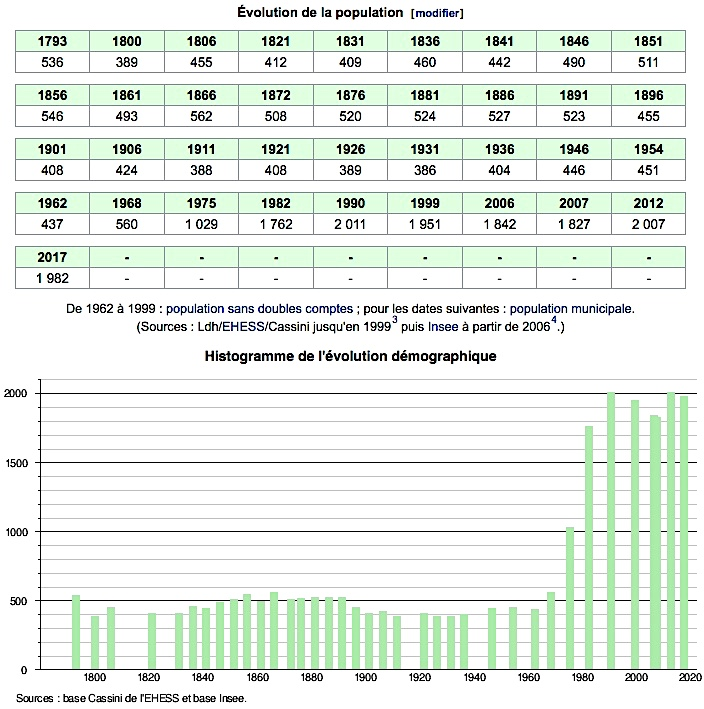 Évolution de la population [modifier]
1793 1800 1806 1821 1831 1836 1841 1846 1851
536 389 455 412 409 460 442 490 511
1856 1861 1866 1872 1876 1881 1886 1891 1896
546 493 562 508 520 524 527 523 455
1901 1906 1911 1921 1926 1931 1936 1946 1954
408 424 388 408 389 386 404 446 451
1962 1968 1975 1982 1990 1999 2006 2007 2012
437 560 1 029 1 762 2 011 1 951 1 842 1 827 2 007
2017 - - - - - - - -
1 982 - - - - - - - -
De 1962 à 1999 : population sans doubles comptes ; pour les dates suivantes : population municipale.
(Sources : Ldh/EHESS/Cassini jusqu'en 1999 3 puis Insee à partir de 2006 4.)
Histogramme de l'évolution démographique
2000
1500
1000
500
0
1800 1820 1840 1860 1880 1900 1920 1940 1960 1980 2000 2020
Sources : base Cassini de l'EHESS et base Insee.